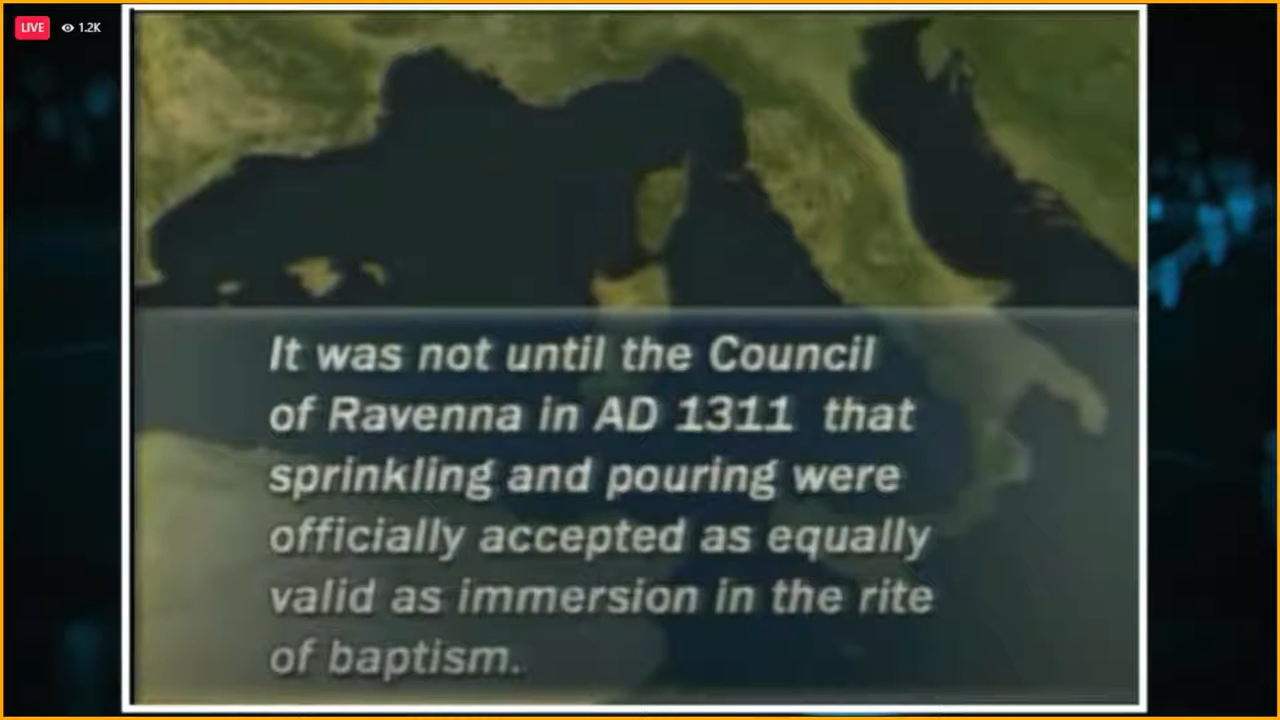 LIVE 1.2K
It was not until the Council
of Ravenna in AD 1311 that
sprinkling and pouring were
officially accepted as equally
valid as immersion in the rite
of baptism.